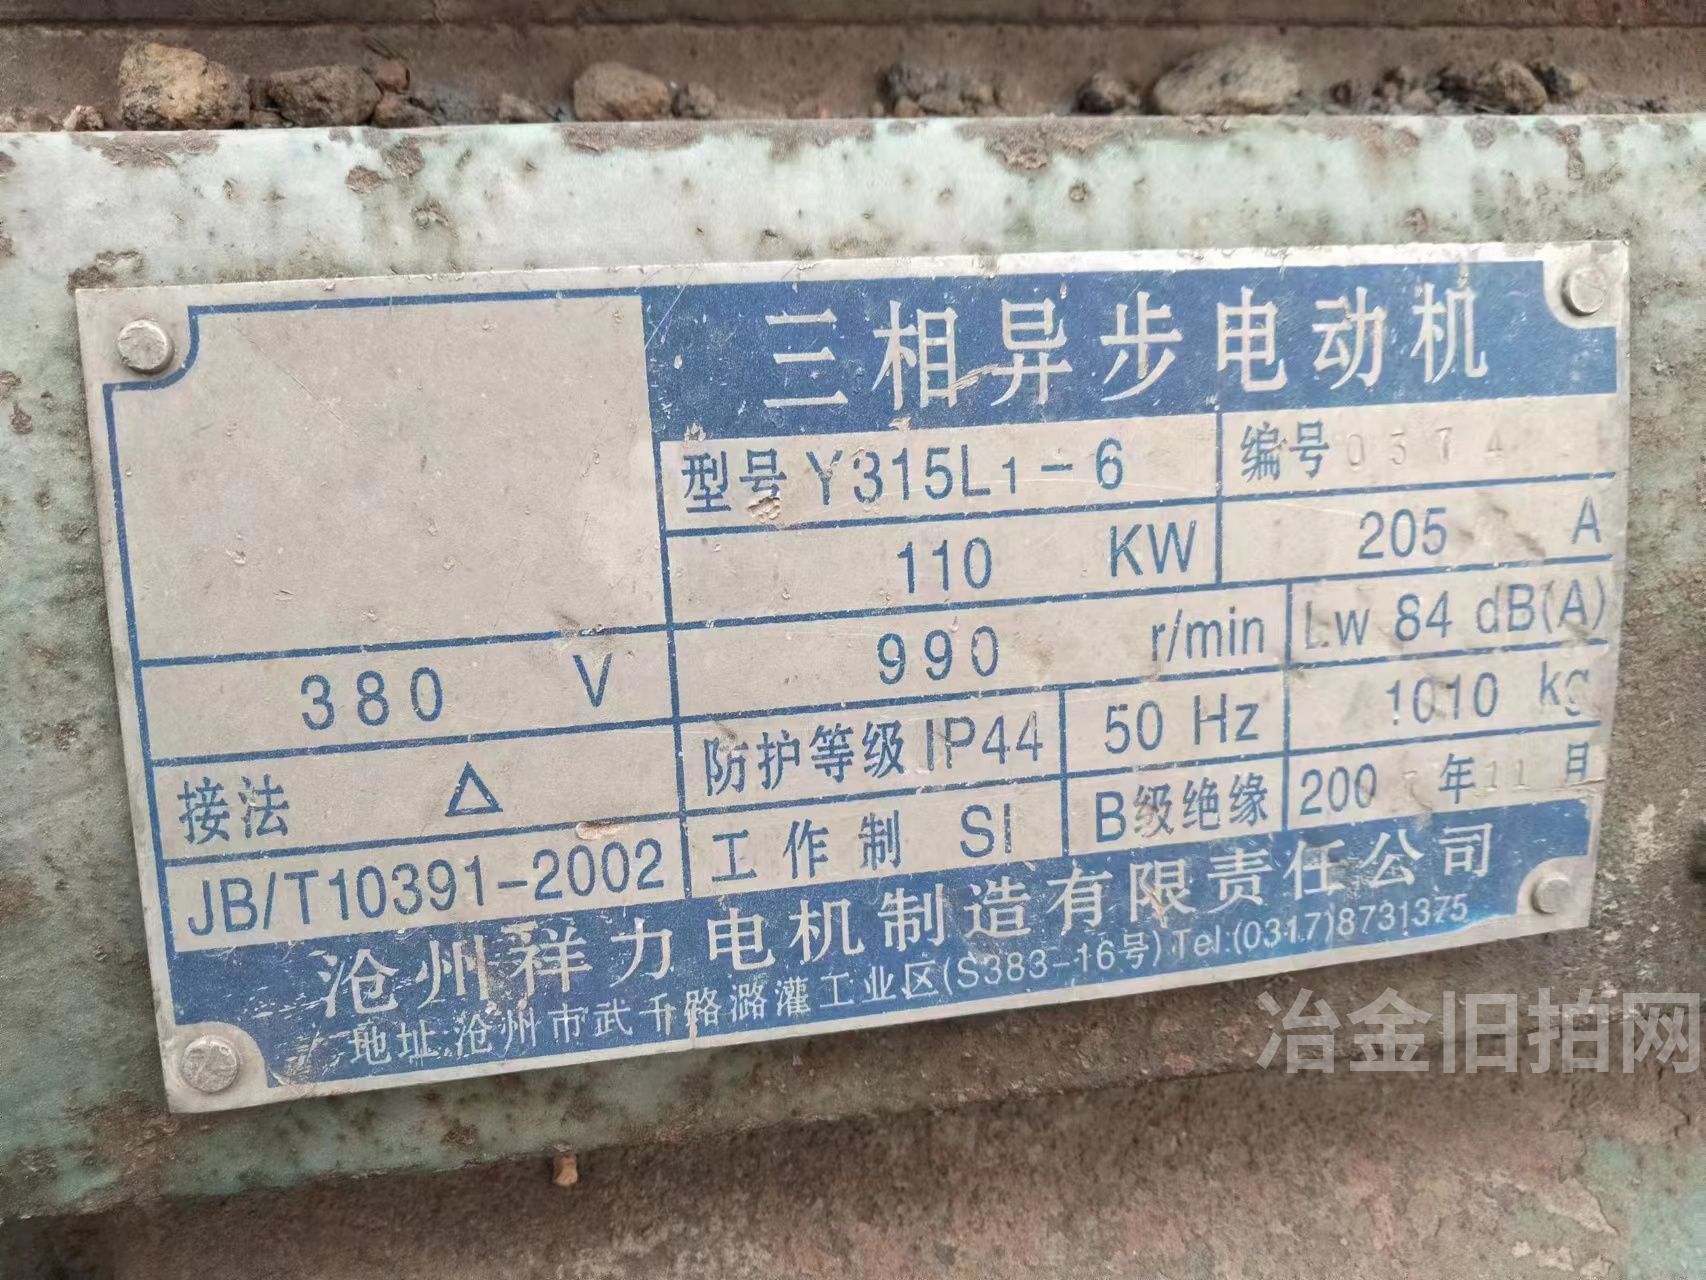 三相异步电动机
型号 Y315L1-6 编号 0374
110 KW 205 A
380 V 990 r/min Lw 84 dB(A)
接法 △ 防护等级 IP44 50 Hz 1010 kg
JB/T10391-2002 工作制 SI B级绝缘 200 年 11 月
沧州祥力电机制造有限责任公司
地址:沧州市武千路潞灌工业区(S383-16号) Tel:(0317)8731375
冶金旧拍网